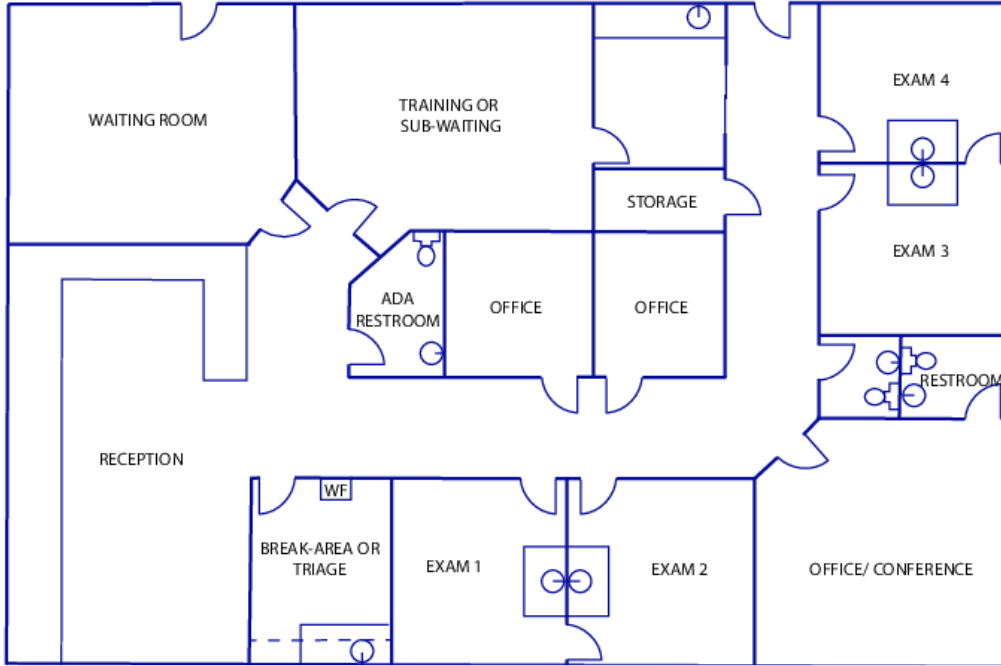 EXAM 4
WAITING ROOM
TRAINING OR
SUB-WAITING
STORAGE
EXAM 3
ADA
RESTROOM
OFFICE
OFFICE
RESTROOM
RECEPTION
WF
BREAK-AREA OR
TRIAGE
EXAM 1
EXAM 2
OFFICE/ CONFERENCE